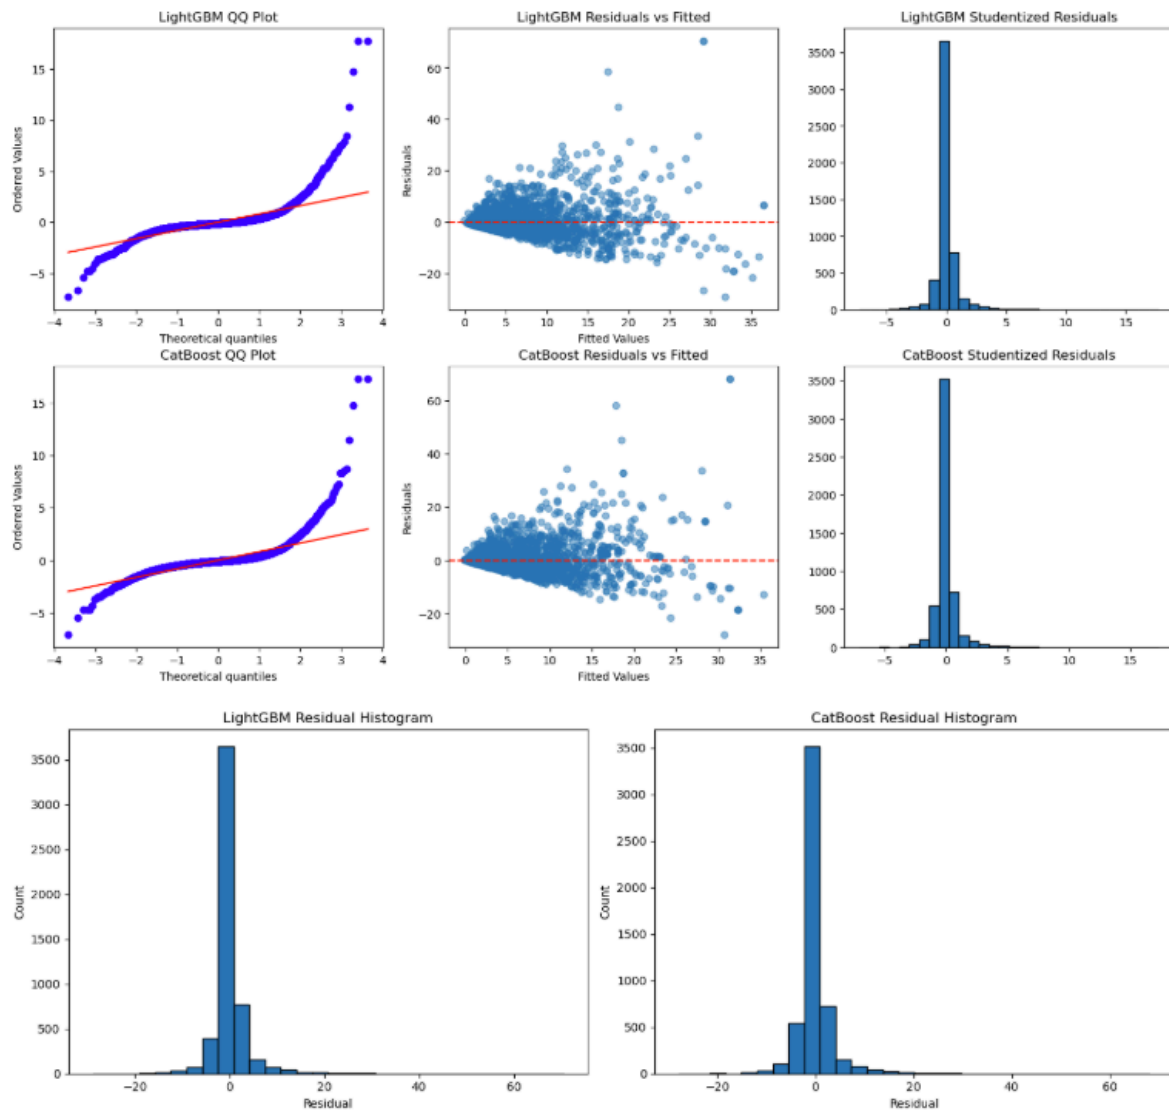 LightGBM QQ Plot
LightGBM Residuals vs Fitted
LightGBM Studentized Residuals
Ordered Values
15
10
5
0
−5
−4 −3 −2 −1 0 1 2 3 4
Theoretical quantiles
Residuals
60
40
20
0
−20
0 5 10 15 20 25 30 35
Fitted Values
3500
3000
2500
2000
1500
1000
500
0
−5 0 5 10 15
CatBoost QQ Plot
CatBoost Residuals vs Fitted
CatBoost Studentized Residuals
Ordered Values
15
10
5
0
−5
−4 −3 −2 −1 0 1 2 3 4
Theoretical quantiles
Residuals
60
40
20
0
−20
0 5 10 15 20 25 30 35
Fitted Values
3500
3000
2500
2000
1500
1000
500
0
−5 0 5 10 15
LightGBM Residual Histogram
CatBoost Residual Histogram
Count
3500
3000
2500
2000
1500
1000
500
0
−20 0 20 40 60
Residual
Count
3500
3000
2500
2000
1500
1000
500
0
−20 0 20 40 60
Residual